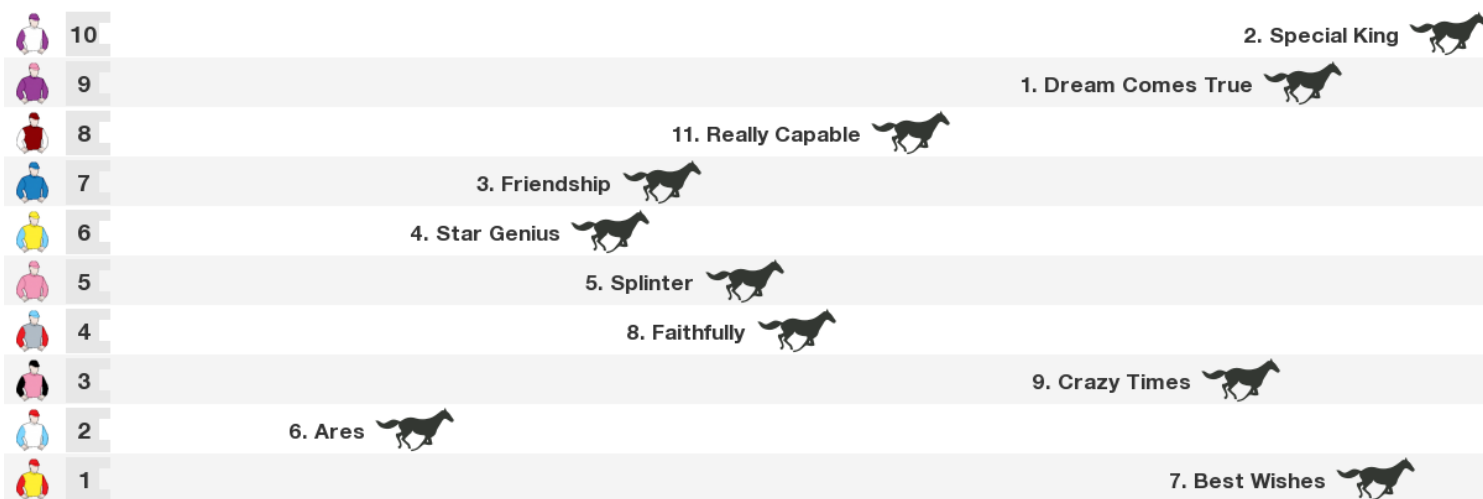 10 2. Special King
9 1. Dream Comes True
8 11. Really Capable
7 3. Friendship
6 4. Star Genius
5 5. Splinter
4 8. Faithfully
3 9. Crazy Times
2 6. Ares
1 7. Best Wishes